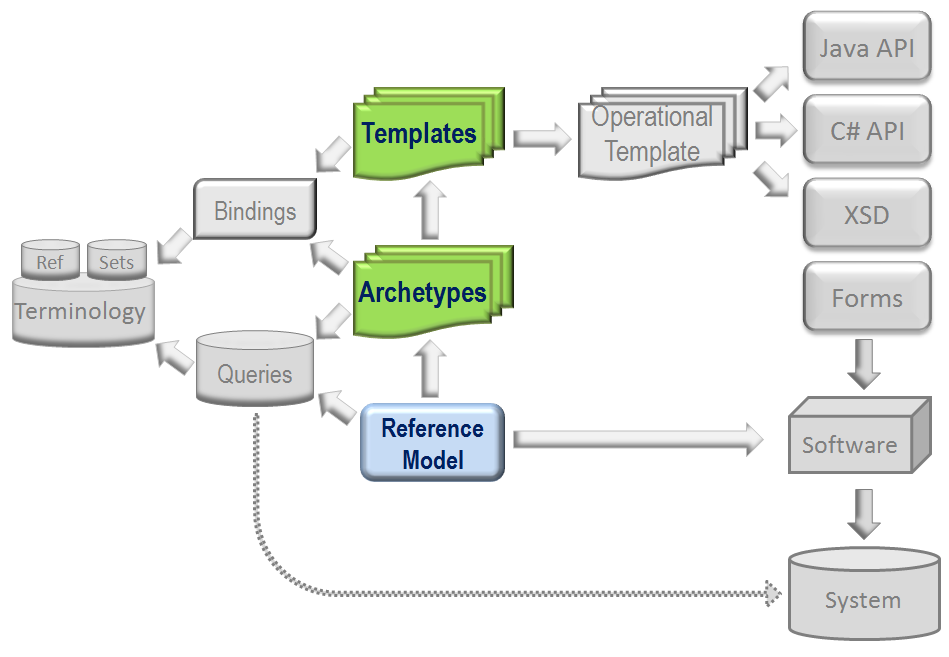 Java API
Templates
Operational
Template
C# API
Bindings
XSD
Ref
Sets
Terminology
Archetypes
Forms
Queries
Reference
Model
Software
System